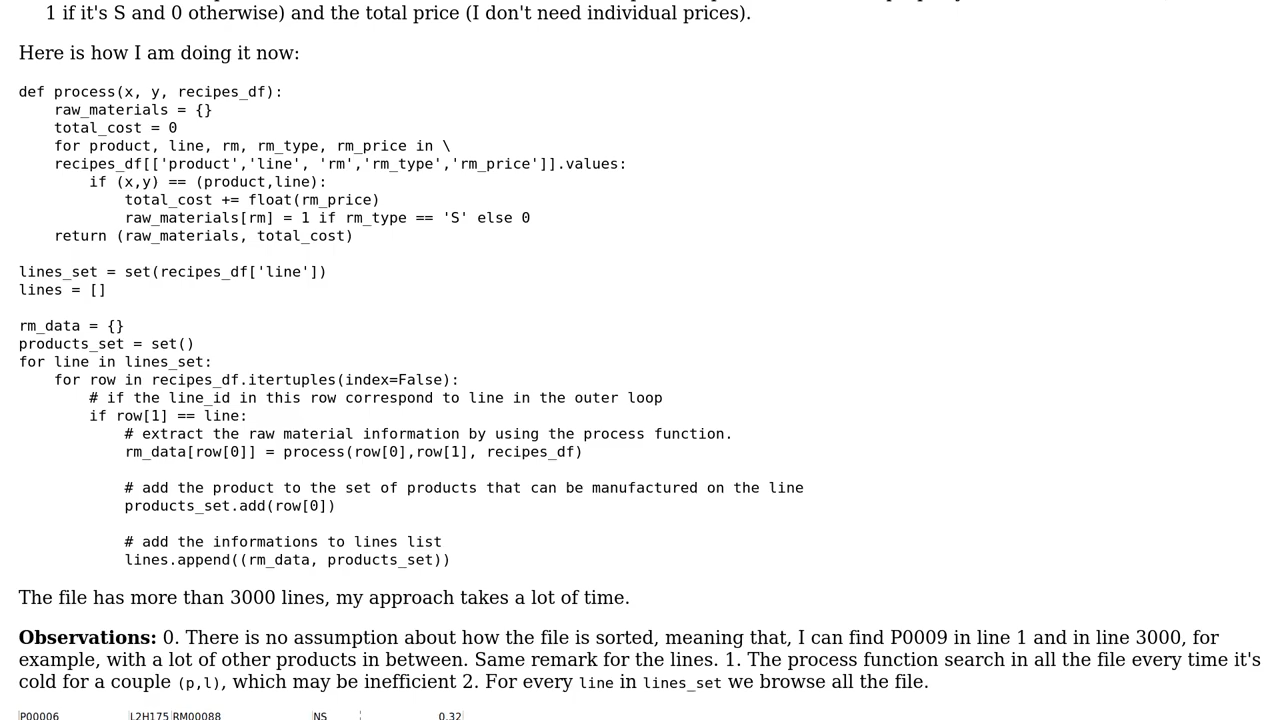 1 if it's S and 0 otherwise) and the total price (I don't need individual prices).
Here is how I am doing it now:
def process(x, y, recipes_df):
    raw_materials = {}
    total_cost = 0
    for product, line, rm, rm_type, rm_price in \
    recipes_df[['product','line', 'rm','rm_type','rm_price']].values:
        if (x,y) == (product,line):
            total_cost += float(rm_price)
            raw_materials[rm] = 1 if rm_type == 'S' else 0
    return (raw_materials, total_cost)
lines_set = set(recipes_df['line'])
lines = []
rm_data = {}
products_set = set()
for line in lines_set:
    for row in recipes_df.itertuples(index=False):
        # if the line_id in this row correspond to line in the outer loop
        if row[1] == line:
            # extract the raw material information by using the process function.
            rm_data[row[0]] = process(row[0],row[1], recipes_df)
            # add the product to the set of products that can be manufactured on the line
            products_set.add(row[0])
            # add the informations to lines list
            lines.append((rm_data, products_set))
The file has more than 3000 lines, my approach takes a lot of time.
Observations: 0. There is no assumption about how the file is sorted, meaning that, I can find P0009 in line 1 and in line 3000, for
example, with a lot of other products in between. Same remark for the lines. 1. The process function search in all the file every time it's
cold for a couple (p,l), which may be inefficient 2. For every line in lines_set we browse all the file.
P00006 L2H175 RM00088 NS 0.32